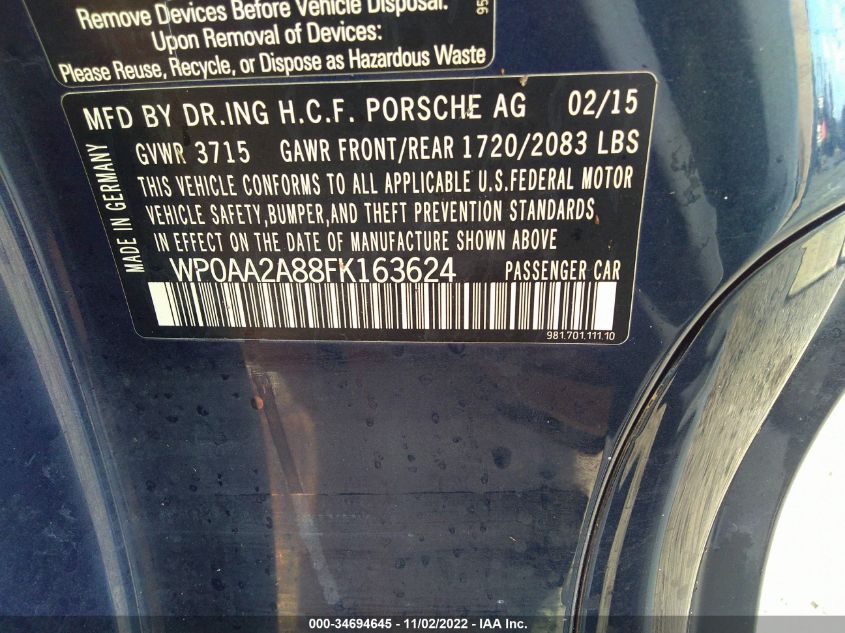 Remove Devices Before Vehicle Disposal.
Upon Removal of Devices:
Please Reuse, Recycle, or Dispose as Hazardous Waste
95
MFD BY DR.ING H.C.F. PORSCHE AG 02/15
GVWR 3715 GAWR FRONT/REAR 1720/2083 LBS
THIS VEHICLE CONFORMS TO ALL APPLICABLE U.S.FEDERAL MOTOR
VEHICLE SAFETY,BUMPER,AND THEFT PREVENTION STANDARDS
IN EFFECT ON THE DATE OF MANUFACTURE SHOWN ABOVE
MADE IN GERMANY
WP0AA2A88FK163624 PASSENGER CAR
981.701.111.10
000-34694645 - 11/02/2022 - IAA Inc.